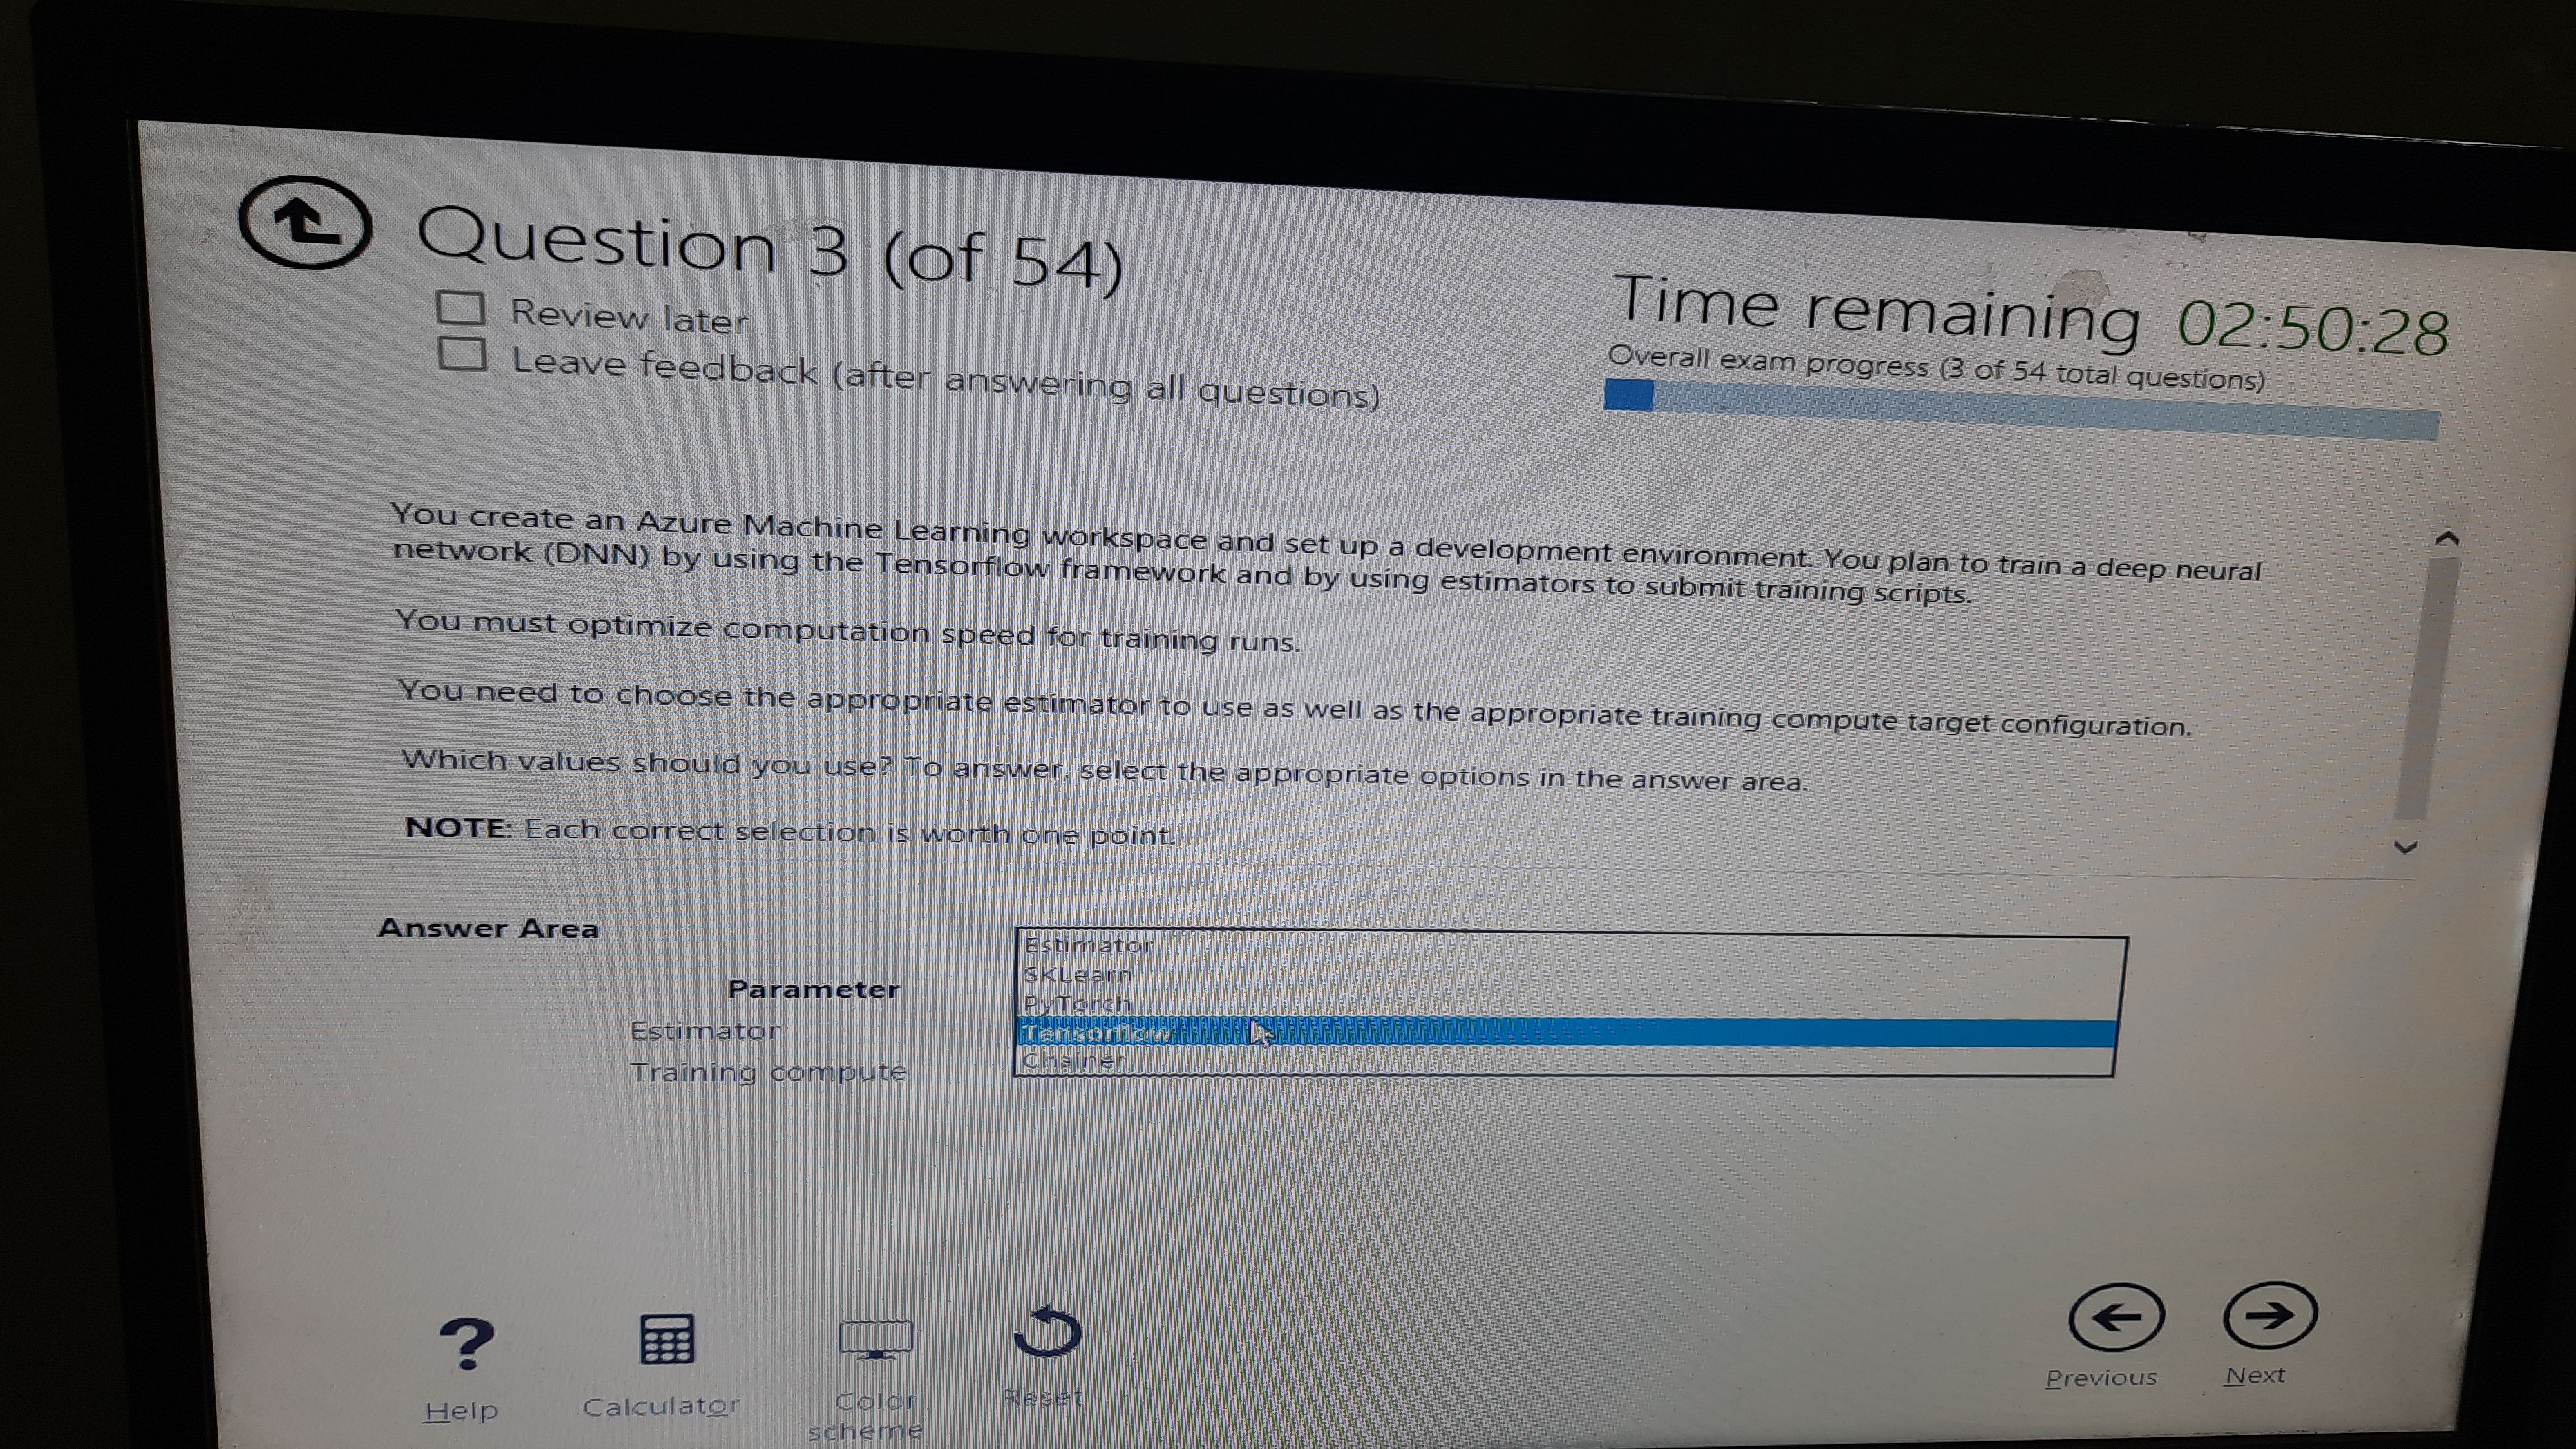 Question 3 (of 54)
Review later
Leave feedback (after answering all questions)
Time remaining 02:50:28
Overall exam progress (3 of 54 total questions)
You create an Azure Machine Learning workspace and set up a development environment. You plan to train a deep neural
network (DNN) by using the Tensorflow framework and by using estimators to submit training scripts.
You must optimize computation speed for training runs.
You need to choose the appropriate estimator to use as well as the appropriate training compute target configuration.
Which values should you use? To answer, select the appropriate options in the answer area.
NOTE: Each correct selection is worth one point.
Answer Area
Parameter
Estimator
Training compute
Estimator
SKLearn
PyTorch
Tensorflow
Chainer
Help
Calculator
Color
scheme
Reset
Previous
Next